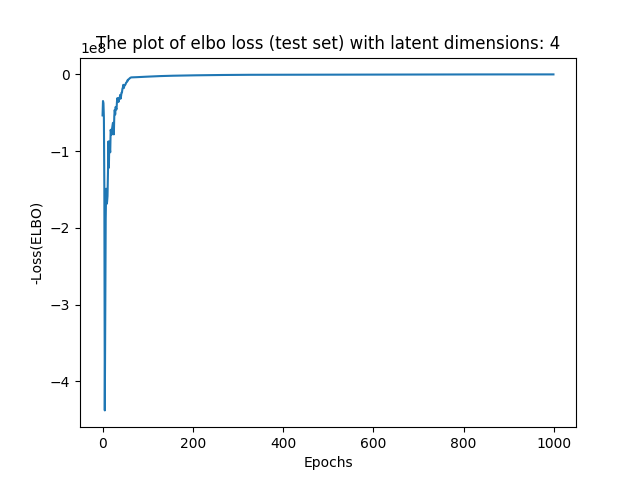 The plot of elbo loss (test set) with latent dimensions: 4
1e8
0
−1
−2
−3
−4
-Loss(ELBO)
0 200 400 600 800 1000
Epochs